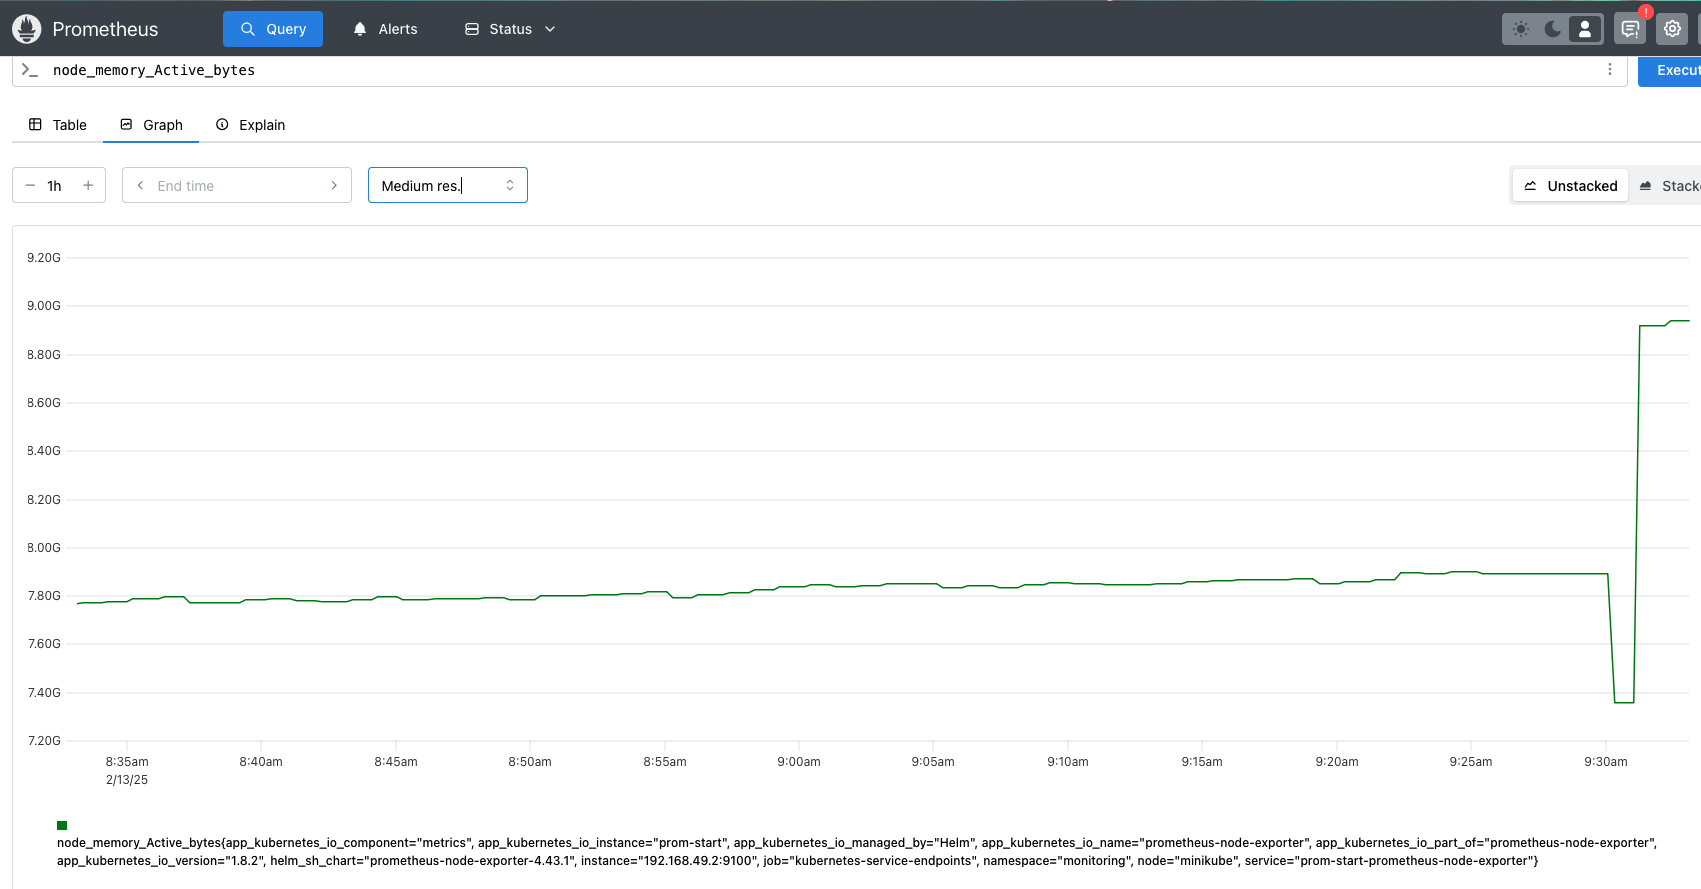 Prometheus
Query
Alerts
Status
!
>_ node_memory_Active_bytes
Execut
Table
Graph
Explain
− 1h +
End time
Medium res.
Unstacked
Stack
9.20G
9.00G
8.80G
8.60G
8.40G
8.20G
8.00G
7.80G
7.60G
7.40G
7.20G
8:35am 8:40am 8:45am 8:50am 8:55am 9:00am 9:05am 9:10am 9:15am 9:20am 9:25am 9:30am
2/13/25
node_memory_Active_bytes{app_kubernetes_io_component="metrics", app_kubernetes_io_instance="prom-start", app_kubernetes_io_managed_by="Helm", app_kubernetes_io_name="prometheus-node-exporter", app_kubernetes_io_part_of="prometheus-node-exporter",
app_kubernetes_io_version="1.8.2", helm_sh_chart="prometheus-node-exporter-4.43.1", instance="192.168.49.2:9100", job="kubernetes-service-endpoints", namespace="monitoring", node="minikube", service="prom-start-prometheus-node-exporter"}